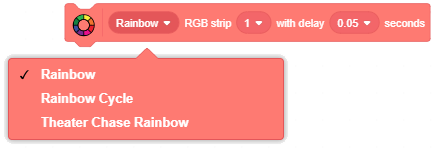 Rainbow RGB strip 1 with delay 0.05 seconds
✓ Rainbow
Rainbow Cycle
Theater Chase Rainbow